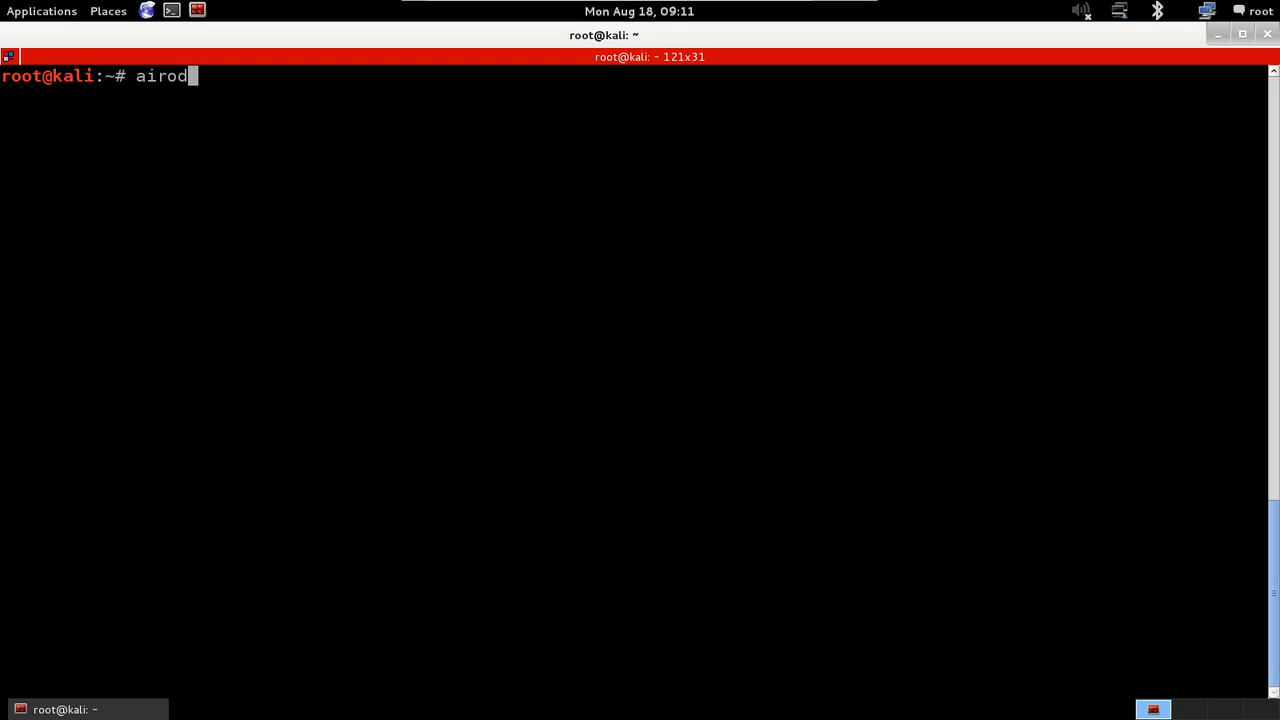 Applications Places Mon Aug 18, 09:11 root
root@kali: ~
root@kali: ~ 121x31
root@kali:~# airod
root@kali: ~